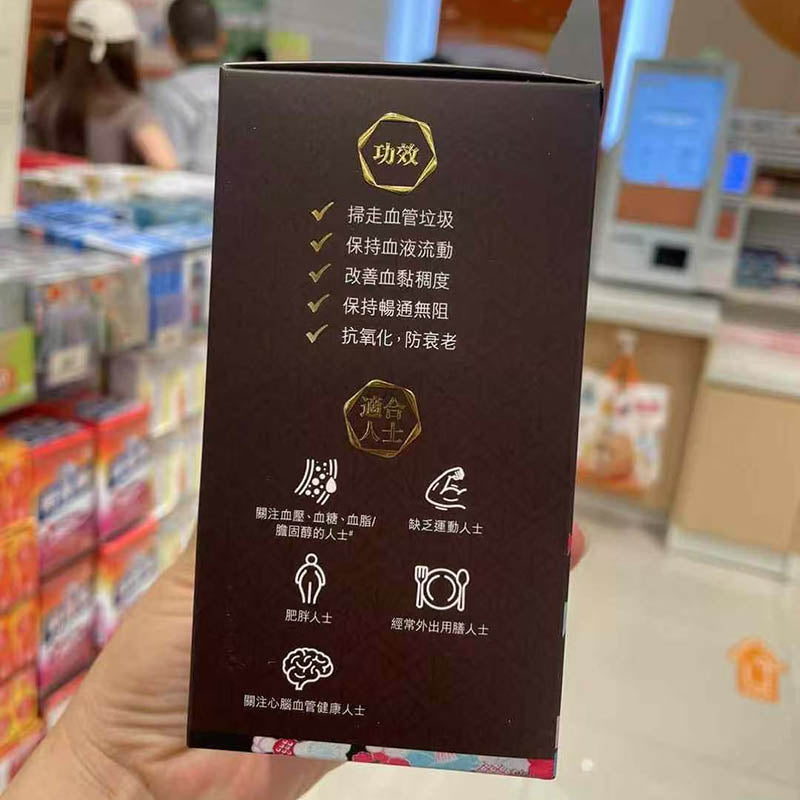 功效
掃走血管垃圾
保持血液流動
改善血黏稠度
保持暢通無阻
抗氧化，防衰老
適合
人士
關注血壓、血糖、血脂/
膽固醇的人士#
缺乏運動人士
肥胖人士
經常外出用膳人士
關注心腦血管健康人士